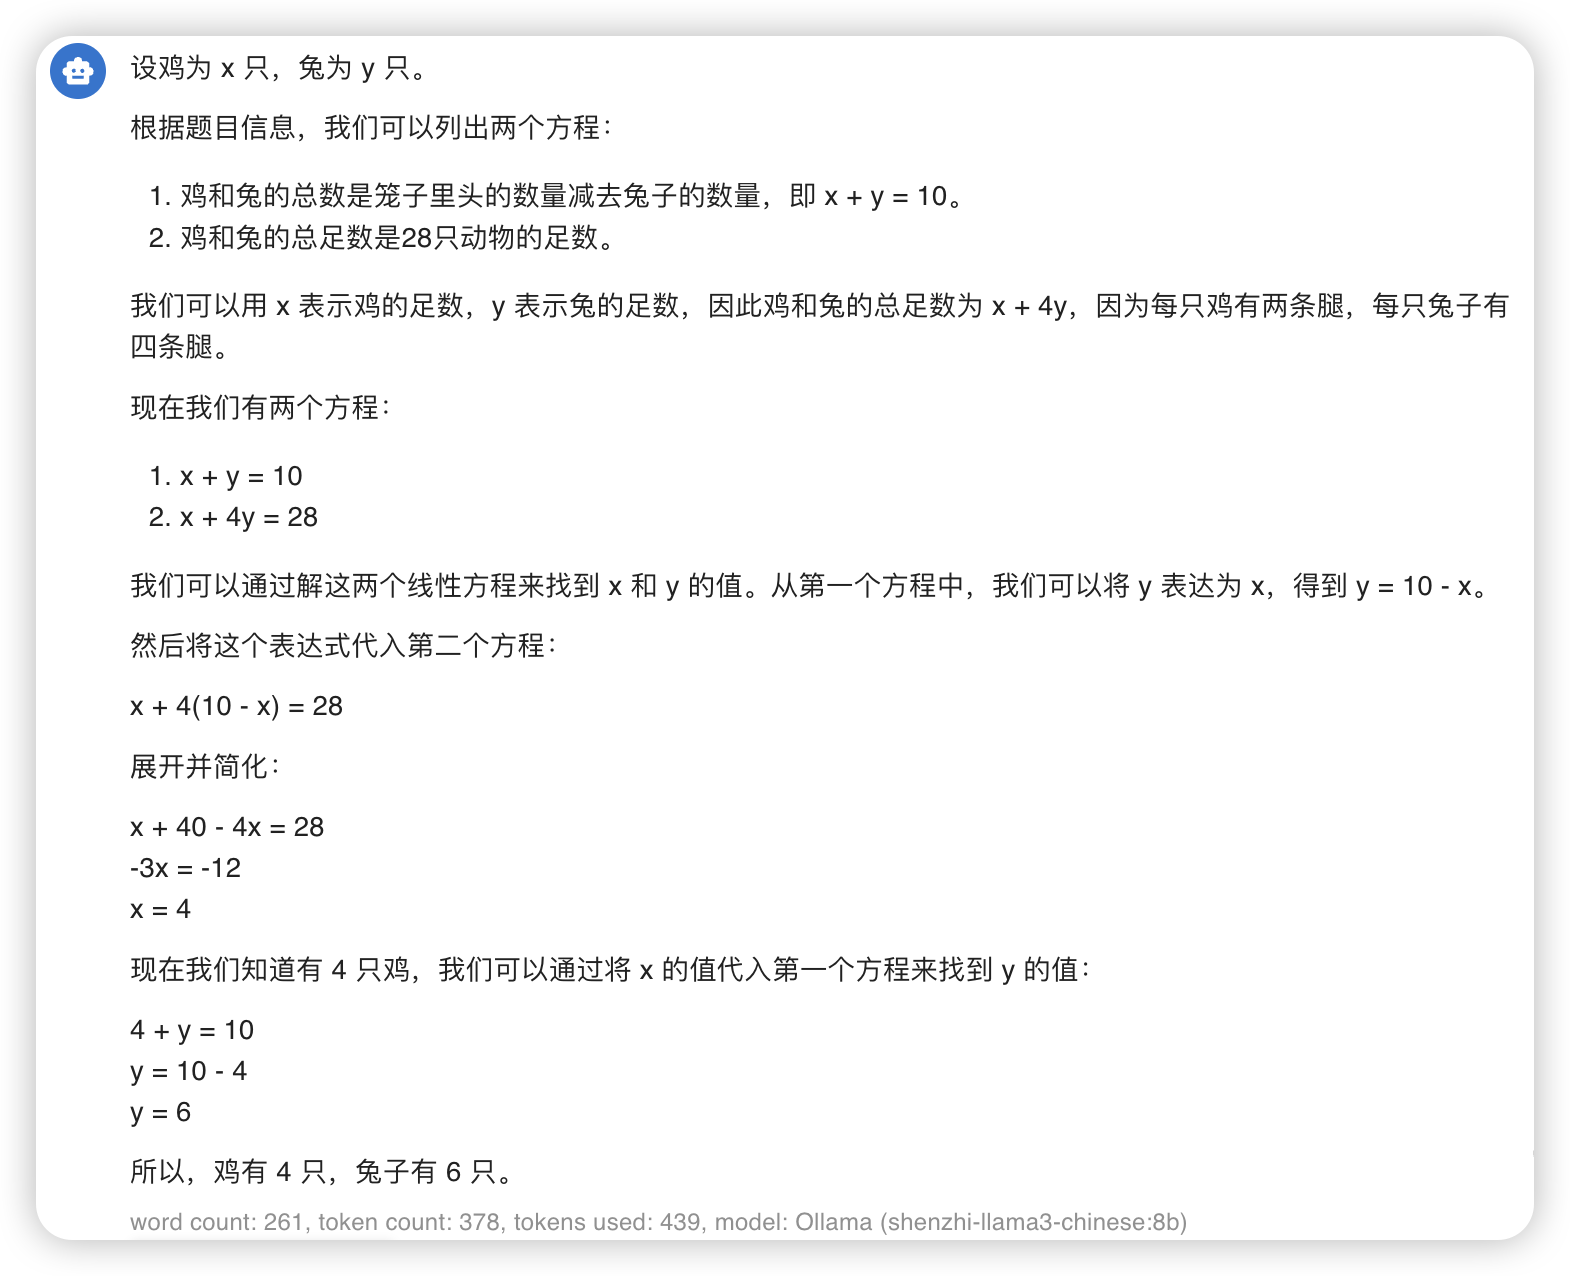 设鸡为 x 只，兔为 y 只。
根据题目信息，我们可以列出两个方程：
1. 鸡和兔的总数是笼子里头的数量减去兔子的数量，即 x + y = 10。
2. 鸡和兔的总足数是28只动物的足数。
我们可以用 x 表示鸡的足数，y 表示兔的足数，因此鸡和兔的总足数为 x + 4y，因为每只鸡有两条腿，每只兔子有
四条腿。
现在我们有两个方程：
1. x + y = 10
2. x + 4y = 28
我们可以通过解这两个线性方程来找到 x 和 y 的值。从第一个方程中，我们可以将 y 表达为 x，得到 y = 10 - x。
然后将这个表达式代入第二个方程：
x + 4(10 - x) = 28
展开并简化：
x + 40 - 4x = 28
-3x = -12
x = 4
现在我们知道有 4 只鸡，我们可以通过将 x 的值代入第一个方程来找到 y 的值：
4 + y = 10
y = 10 - 4
y = 6
所以，鸡有 4 只，兔子有 6 只。
word count: 261, token count: 378, tokens used: 439, model: Ollama (shenzhi-llama3-chinese:8b)